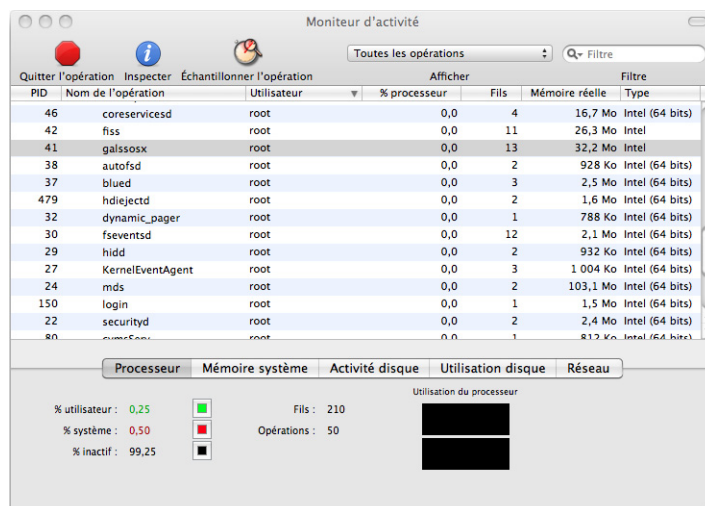 Moniteur d'activité
Toutes les opérations
Filtre
Quitter l'opération Inspecter Échantillonner l'opération Afficher Filtre
PID Nom de l'opération Utilisateur % processeur Fils Mémoire réelle Type
46 coreservicesd root 0,0 4 16,7 Mo Intel (64 bits)
42 fiss root 0,0 11 26,3 Mo Intel
41 galssosx root 0,0 13 32,2 Mo Intel
38 autofsd root 0,0 2 928 Ko Intel (64 bits)
37 blued root 0,0 3 2,5 Mo Intel (64 bits)
479 hdiejectd root 0,0 2 1,6 Mo Intel (64 bits)
32 dynamic_pager root 0,0 1 788 Ko Intel (64 bits)
30 fseventsd root 0,0 12 2,1 Mo Intel (64 bits)
29 hidd root 0,0 2 932 Ko Intel (64 bits)
27 KernelEventAgent root 0,0 3 1 004 Ko Intel (64 bits)
24 mds root 0,0 2 103,1 Mo Intel (64 bits)
150 login root 0,0 1 1,5 Mo Intel (64 bits)
22 securityd root 0,0 2 2,4 Mo Intel (64 bits)
80 root 0,0 1 812 Ko Intel (64 bits)
Processeur Mémoire système Activité disque Utilisation disque Réseau
Utilisation du processeur
% utilisateur : 0,25 Fils : 210
% système : 0,50 Opérations : 50
% inactif : 99,25